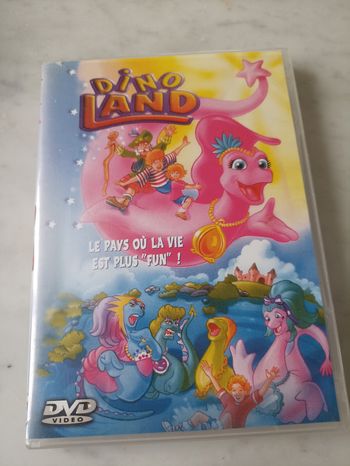 DINO
LAND
LE PAYS OÙ LA VIE
EST PLUS "FUN" !
DVD
VIDEO